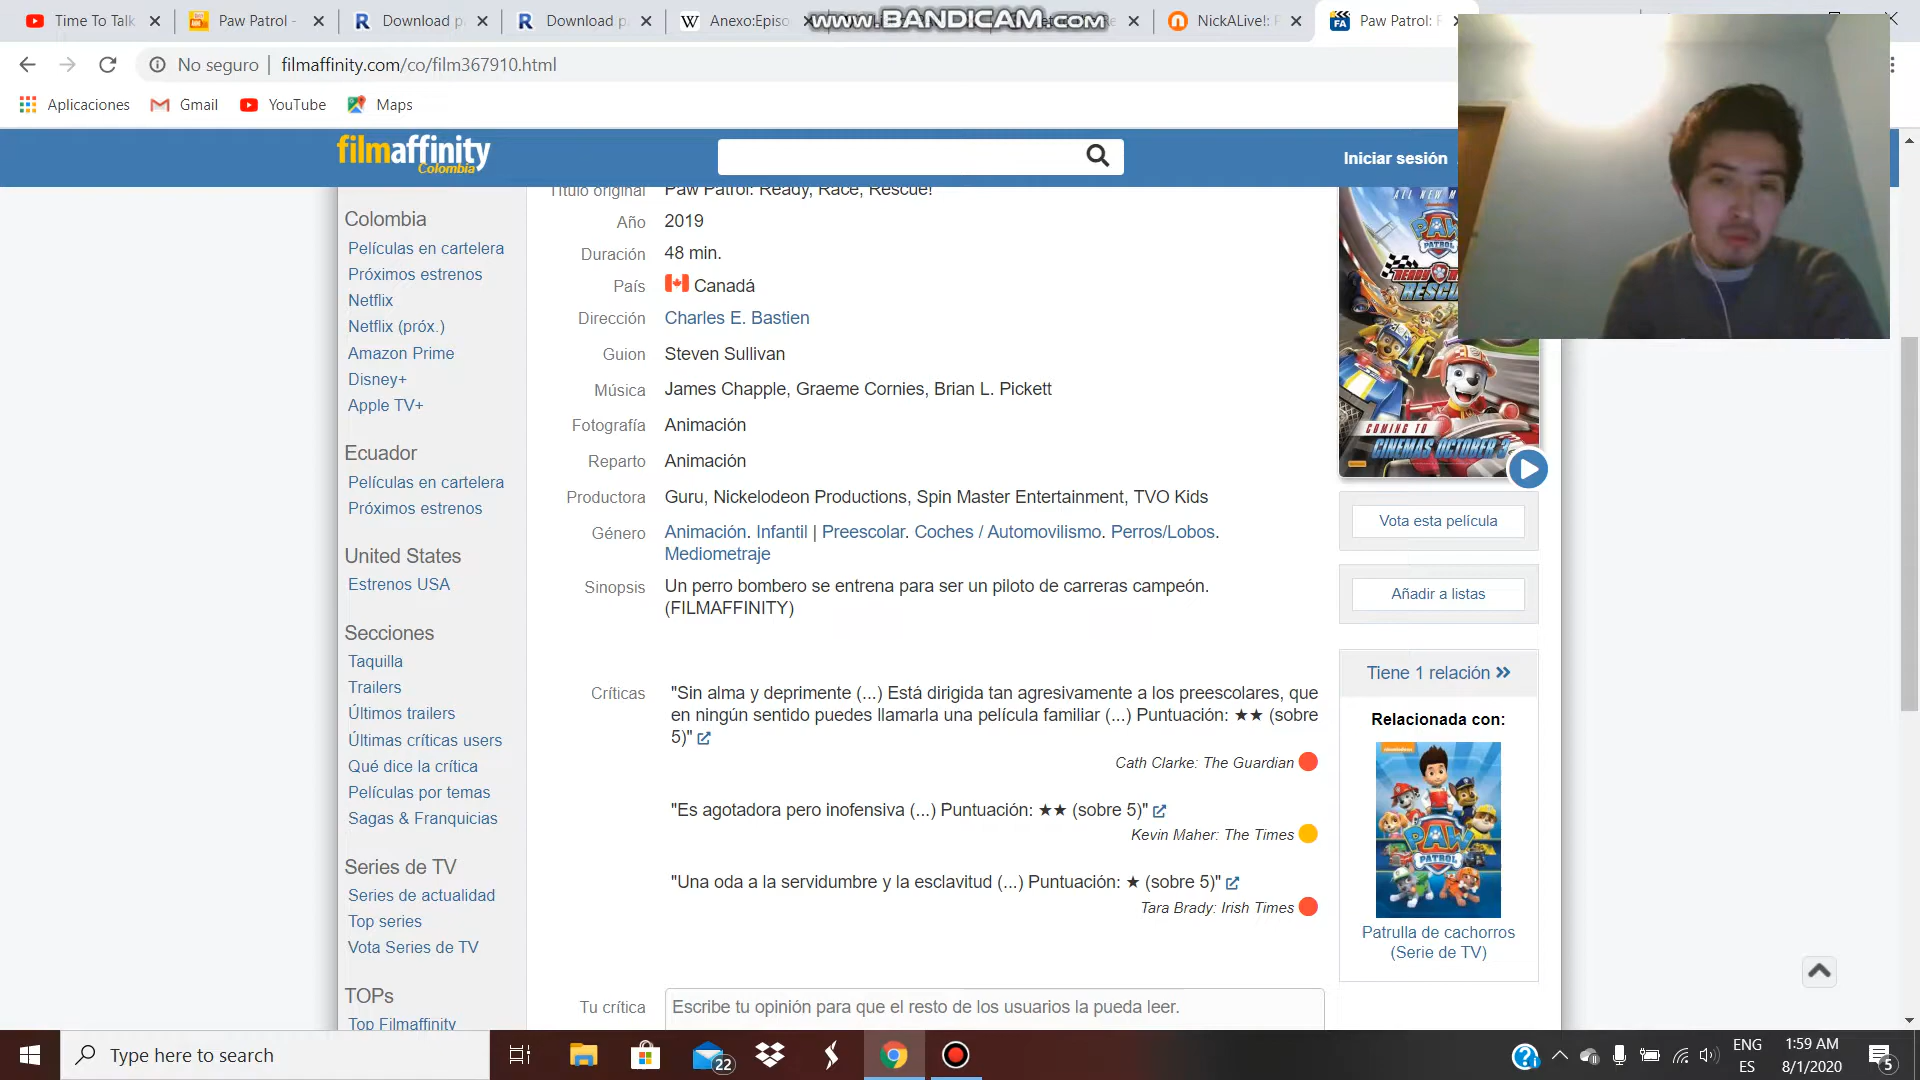 Time To Talk
Paw Patrol -
Download p
Download p
Anexo:Episo
www.BANDICAM.com
NickALive!:
Paw Patrol:
No seguro
filmaffinity.com/co/film367910.html
Aplicaciones
Gmail
YouTube
Maps
filmaffinity
Colombia
Iniciar sesión
Colombia
Películas en cartelera
Próximos estrenos
Netflix
Netflix (próx.)
Amazon Prime
Disney+
Apple TV+
Ecuador
Películas en cartelera
Próximos estrenos
United States
Estrenos USA
Secciones
Taquilla
Trailers
Últimos trailers
Últimas críticas users
Qué dice la crítica
Películas por temas
Sagas & Franquicias
Series de TV
Series de actualidad
Top series
Vota Series de TV
TOPs
Top Filmaffinity
Título original Paw Patrol: Ready, Race, Rescue!
Año 2019
Duración 48 min.
País Canadá
Dirección Charles E. Bastien
Guion Steven Sullivan
Música James Chapple, Graeme Cornies, Brian L. Pickett
Fotografía Animación
Reparto Animación
Productora Guru, Nickelodeon Productions, Spin Master Entertainment, TVO Kids
Género Animación. Infantil | Preescolar. Coches / Automovilismo. Perros/Lobos.
Mediometraje
Sinopsis Un perro bombero se entrena para ser un piloto de carreras campeón.
(FILMAFFINITY)
Críticas "Sin alma y deprimente (...) Está dirigida tan agresivamente a los preescolares, que
en ningún sentido puedes llamarla una película familiar (...) Puntuación: ★★ (sobre
5)"
Cath Clarke: The Guardian
"Es agotadora pero inofensiva (...) Puntuación: ★★ (sobre 5)"
Kevin Maher: The Times
"Una oda a la servidumbre y la esclavitud (...) Puntuación: ★ (sobre 5)"
Tara Brady: Irish Times
Tu crítica Escribe tu opinión para que el resto de los usuarios la pueda leer.
ALL NEW
PAW
PATROL
COMING TO
CINEMAS OCTOBER 3
Vota esta película
Añadir a listas
Tiene 1 relación
Relacionada con:
PAW
PATROL
Patrulla de cachorros
(Serie de TV)
Type here to search
22
ENG
ES
1:59 AM
8/1/2020
5